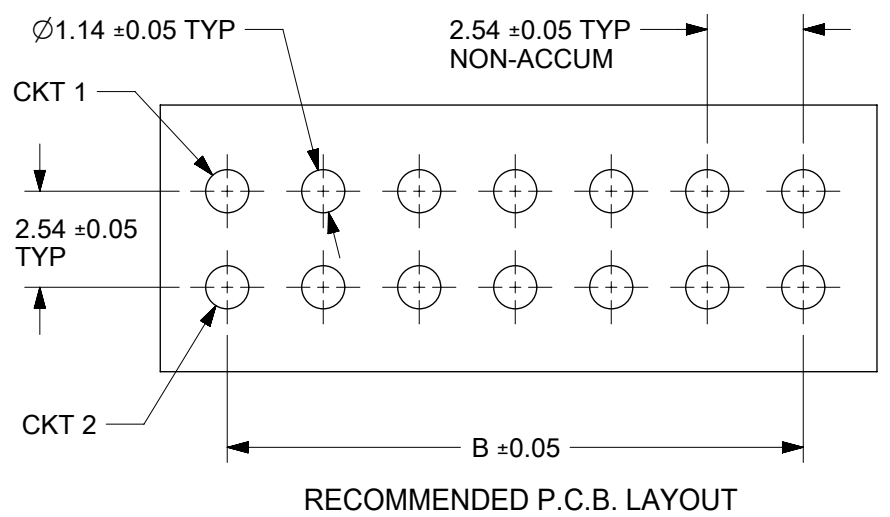 ∅1.14 ±0.05 TYP
2.54 ±0.05 TYP
NON-ACCUM
CKT 1
2.54 ±0.05
TYP
CKT 2
B ±0.05
RECOMMENDED P.C.B. LAYOUT